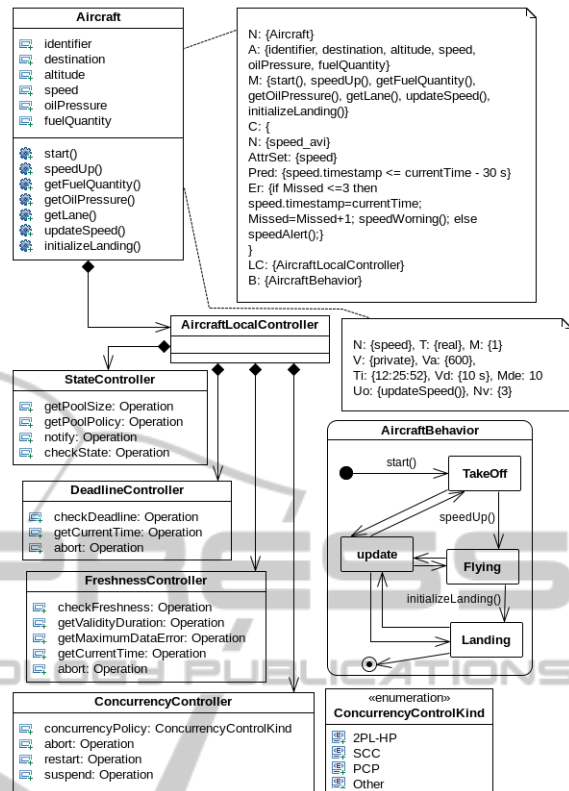 Aircraft
identifier
destination
altitude
speed
oilPressure
fuelQuantity
start()
speedUp()
getFuelQuantity()
getOilPressure()
getLane()
updateSpeed()
initializeLanding()
N: {Aircraft}
A: {identifier, destination, altitude, speed,
oilPressure, fuelQuantity}
M: {start(), speedUp(), getFuelQuantity(),
getOilPressure(), getLane(), updateSpeed(),
initializeLanding()}
C: {
N: {speed_avi}
AttrSet: {speed}
Pred: {speed.timestamp <= currentTime - 30 s}
Er: {if Missed <=3 then
speed.timestamp=currentTime;
Missed=Missed+1; speedWorning(); else
speedAlert();}
}
LC: {AircraftLocalController}
B: {AircraftBehavior}
AircraftLocalController
N: {speed}, T: {real}, M: {1}
V: {private}, Va: {600},
Ti: {12:25:52}, Vd: {10 s}, Mde: 10
Uo: {updateSpeed()}, Nv: {3}
StateController
getPoolSize: Operation
getPoolPolicy: Operation
notify: Operation
checkState: Operation
DeadlineController
checkDeadline: Operation
getCurrentTime: Operation
abort: Operation
FreshnessController
checkFreshness: Operation
getValidityDuration: Operation
getMaximumDataError: Operation
getCurrentTime: Operation
abort: Operation
ConcurrencyController
concurrencyPolicy: ConcurrencyControlKind
abort: Operation
restart: Operation
suspend: Operation
AircraftBehavior
start()
TakeOff
speedUp()
update
Flying
initializeLanding()
Landing
«enumeration»
ConcurrencyControlKind
2PL-HP
SCC
PCP
Other